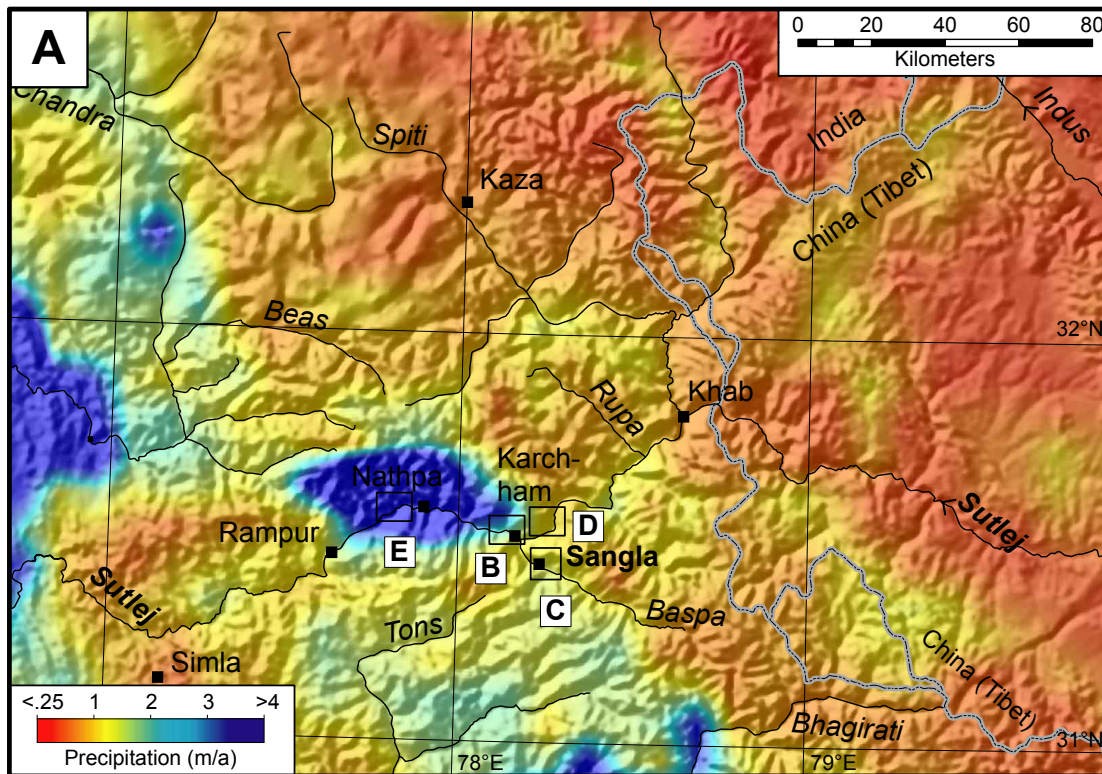 A
0 20 40 60 80
Kilometers
Chandra
Spiti
Kaza
India
Indus
China (Tibet)
Beas
32°N
Rupa
Khab
Nathpa
Karch-
ham
Rampur
E
B
D
Sangla
C
Sutlej
Sutlej
Tons
Baspa
Simla
China (Tibet)
Bhagirati
<.25 1 2 3 >4
Precipitation (m/a)
78°E
79°E
31°N